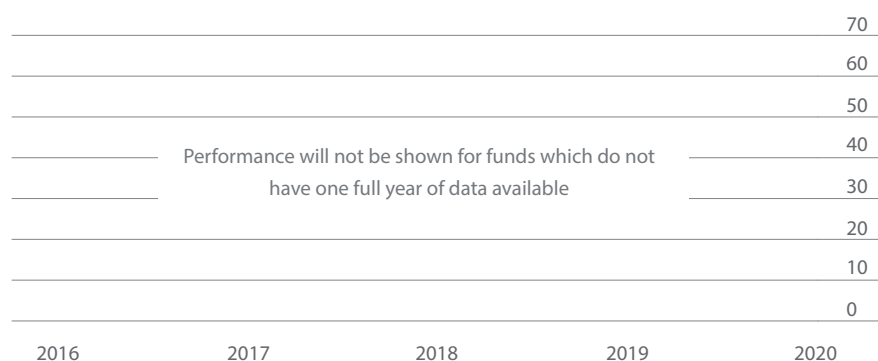 70
60
50
40
Performance will not be shown for funds which do not
have one full year of data available
30
20
10
0
2016 2017 2018 2019 2020